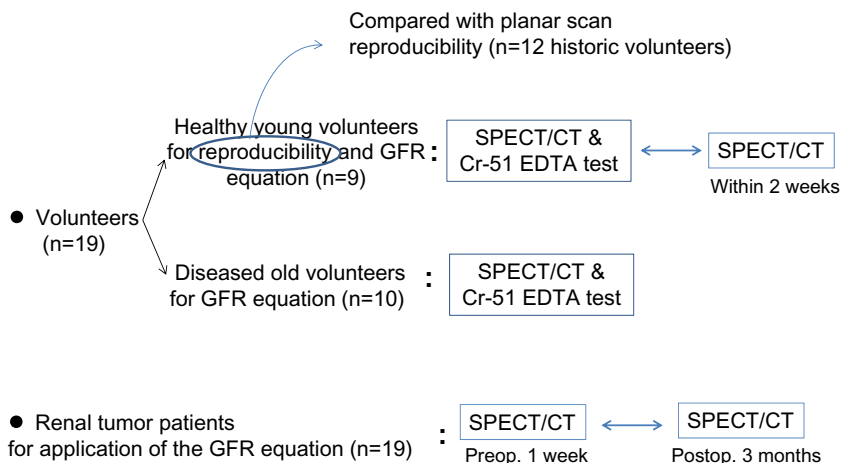 Compared with planar scan
reproducibility (n=12 historic volunteers)
Healthy young volunteers
for reproducibility and GFR :
equation (n=9)
SPECT/CT &
Cr-51 EDTA test
SPECT/CT
Within 2 weeks
● Volunteers
(n=19)
Diseased old volunteers
for GFR equation (n=10) :
SPECT/CT &
Cr-51 EDTA test
● Renal tumor patients
for application of the GFR equation (n=19) :
SPECT/CT
Preop. 1 week
SPECT/CT
Postop. 3 months